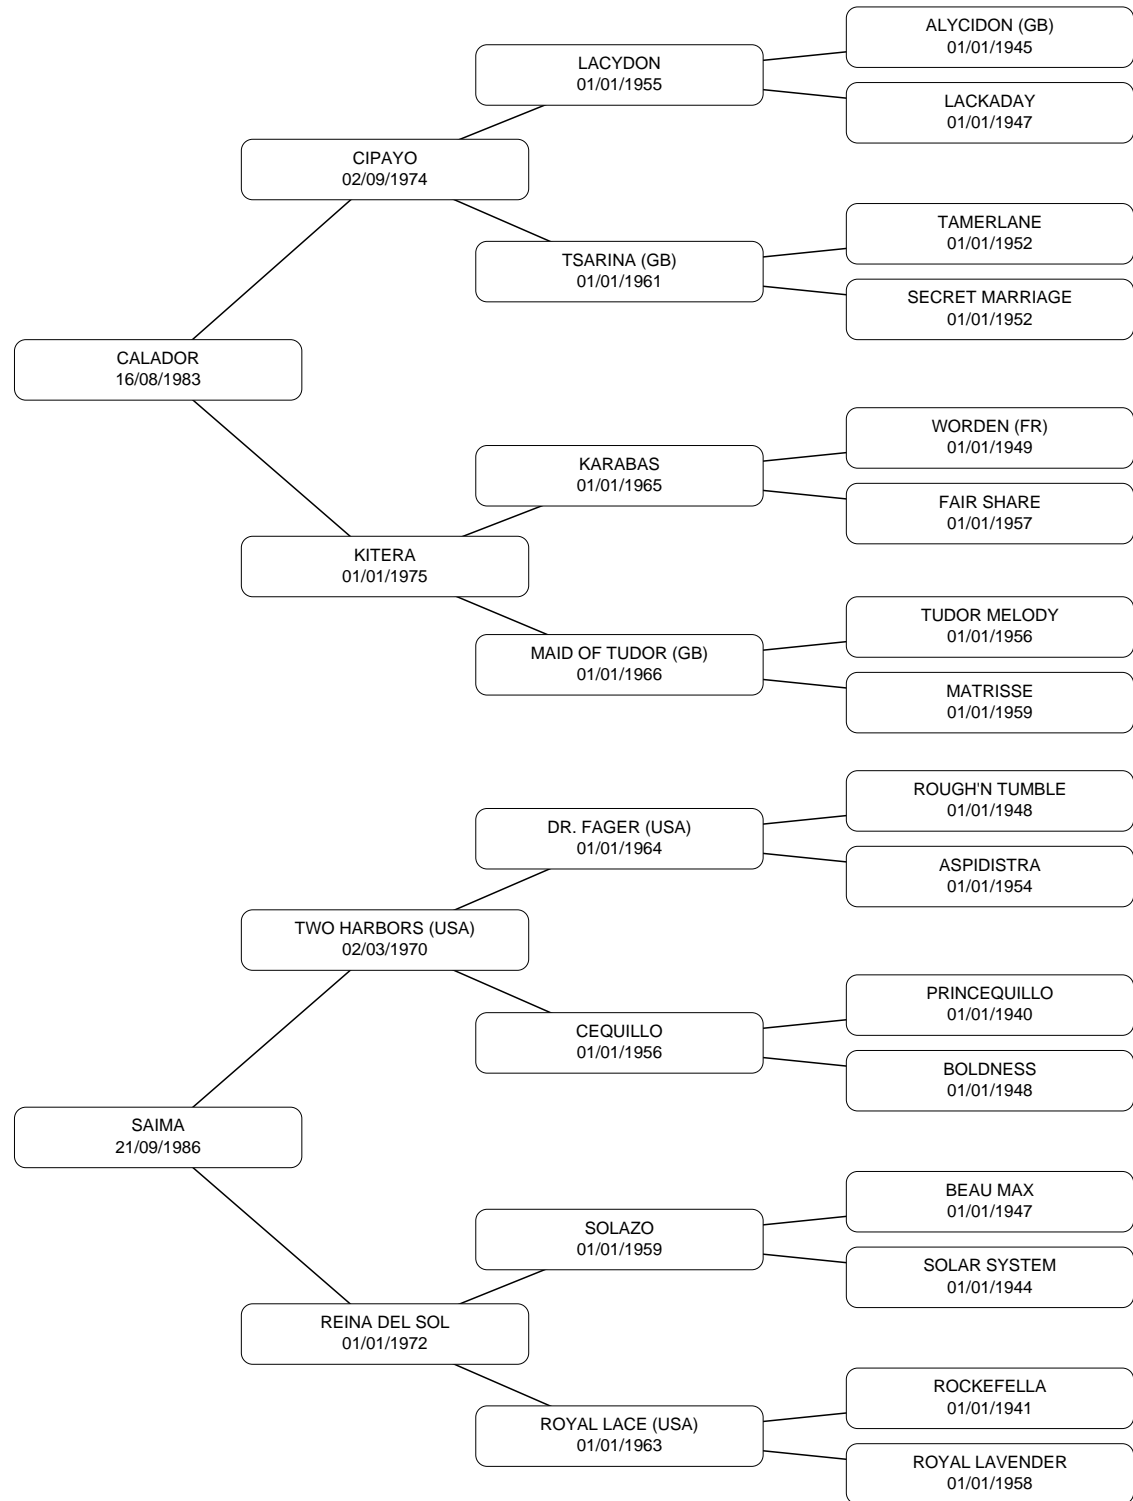 ALYCIDON (GB)
01/01/1945
LACYDON
01/01/1955
LACKADAY
01/01/1947
CIPAYO
02/09/1974
TAMERLANE
01/01/1952
TSARINA (GB)
01/01/1961
SECRET MARRIAGE
01/01/1952
CALADOR
16/08/1983
WORDEN (FR)
01/01/1949
KARABAS
01/01/1965
FAIR SHARE
01/01/1957
KITERA
01/01/1975
TUDOR MELODY
01/01/1956
MAID OF TUDOR (GB)
01/01/1966
MATRISSE
01/01/1959
ROUGH'N TUMBLE
01/01/1948
DR. FAGER (USA)
01/01/1964
ASPIDISTRA
01/01/1954
TWO HARBORS (USA)
02/03/1970
PRINCEQUILLO
01/01/1940
CEQUILLO
01/01/1956
BOLDNESS
01/01/1948
SAIMA
21/09/1986
BEAU MAX
01/01/1947
SOLAZO
01/01/1959
SOLAR SYSTEM
01/01/1944
REINA DEL SOL
01/01/1972
ROCKEFELLA
01/01/1941
ROYAL LACE (USA)
01/01/1963
ROYAL LAVENDER
01/01/1958